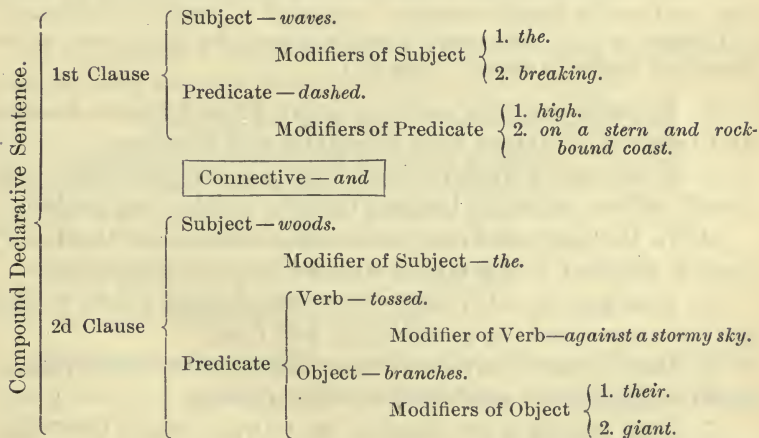 Compound Declarative Sentence.
1st Clause
Subject — waves.
Modifiers of Subject
1. the.
2. breaking.
Predicate — dashed.
Modifiers of Predicate
1. high.
2. on a stern and rock-
bound coast.
Connective — and
2d Clause
Subject — woods.
Modifier of Subject — the.
Predicate
Verb — tossed.
Modifier of Verb—against a stormy sky.
Object — branches.
Modifiers of Object
1. their.
2. giant.